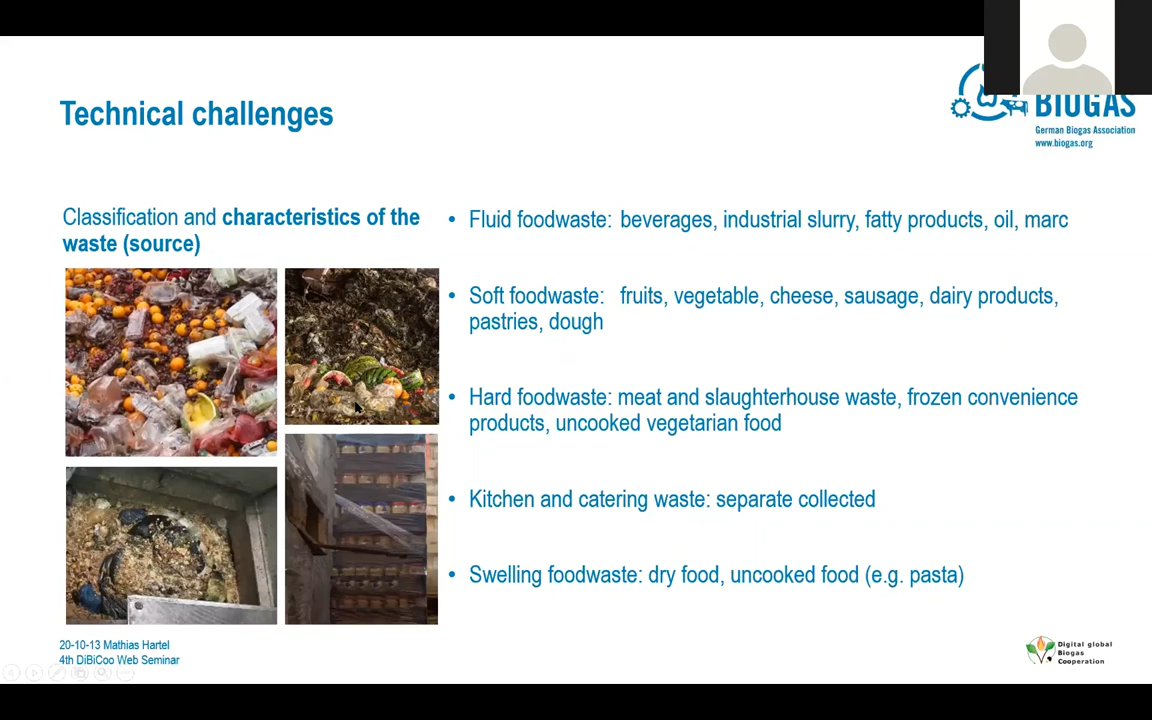 Technical challenges
BIOGAS
German Biogas Association
www.biogas.org
Classification and characteristics of the
waste (source)
• Fluid foodwaste: beverages, industrial slurry, fatty products, oil, marc
• Soft foodwaste: fruits, vegetable, cheese, sausage, dairy products,
pastries, dough
• Hard foodwaste: meat and slaughterhouse waste, frozen convenience
products, uncooked vegetarian food
• Kitchen and catering waste: separate collected
• Swelling foodwaste: dry food, uncooked food (e.g. pasta)
20-10-13 Mathias Hartel
4th DiBiCoo Web Seminar
Digital global
Biogas
Cooperation